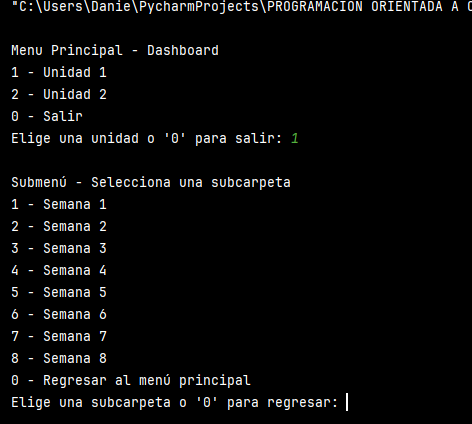 "C:\Users\Danie\PycharmProjects\PROGRAMACION ORIENTADA A
Menu Principal - Dashboard
1 - Unidad 1
2 - Unidad 2
0 - Salir
Elige una unidad o '0' para salir: 1
Submenú - Selecciona una subcarpeta
1 - Semana 1
2 - Semana 2
3 - Semana 3
4 - Semana 4
5 - Semana 5
6 - Semana 6
7 - Semana 7
8 - Semana 8
0 - Regresar al menú principal
Elige una subcarpeta o '0' para regresar: